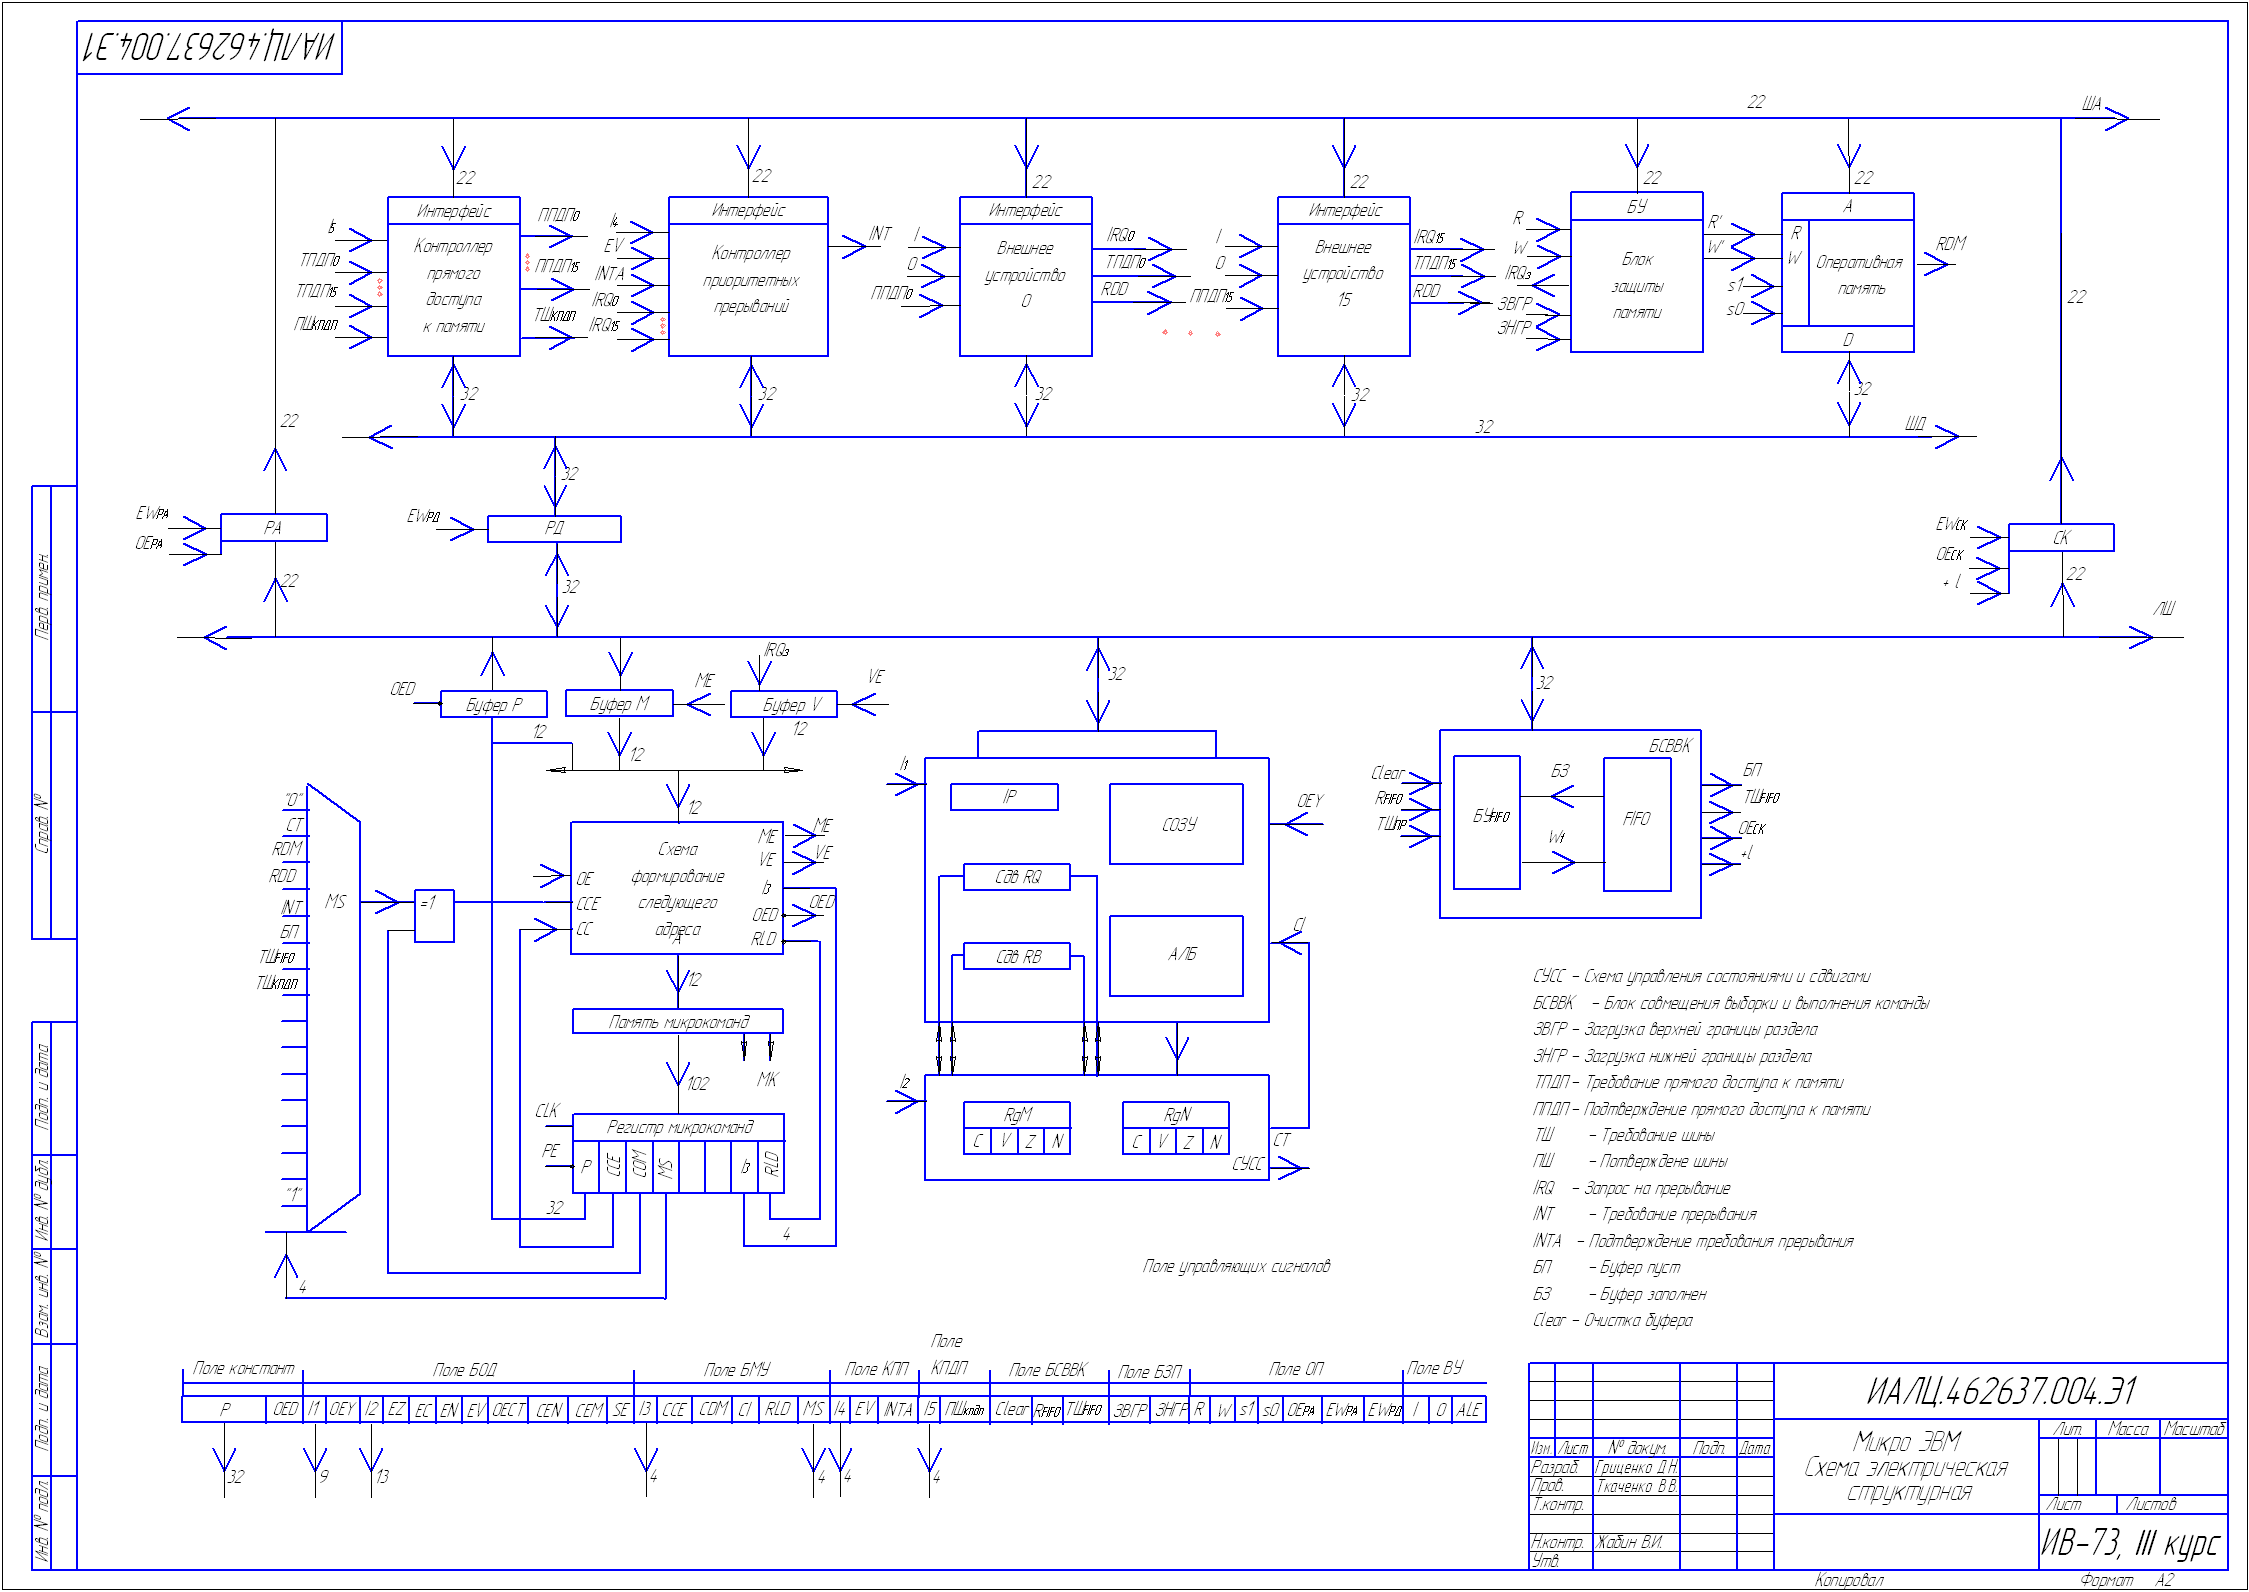 ИАЛЦ.462637.004.Э1
22
ША
22
22
22
22
22
22
Интерфейс
Контроллер
прямого
доступа
к памяти
I5
ТПДП0
ТПДП15
ПШКПДП
ППДП0
ППДП15
ТШКПДП
Интерфейс
Контроллер
приоритетных
прерываний
I4
EV
INTA
IRQ0
IRQ15
INT
Интерфейс
Внешнее
устройство
0
I
O
ППДП0
IRQ0
ТПДП0
RDD
Интерфейс
Внешнее
устройство
15
I
O
ППДП15
IRQ15
ТПДП15
RDD
БУ
Блок
защиты
памяти
R
W
IRQз
ЗВГР
ЗНГР
R'
W'
s1
s0
A
R
W
Оперативная
память
D
RDM
22
32
32
32
32
32
22
32
ШД
32
EWРА
OEРА
РА
22
EWРД
РД
32
EWСК
OEСК
+ l
СК
22
ЛШ
OED
Буфер Р
Буфер М
ME
IRQз
Буфер V
VE
12
12
12
12
"0"
СТ
RDM
RDD
INT
БП
ТШFIFO
ТШКПДП
"1"
MS
=1
OE
CCE
CC
Схема
формирование
следующего
адреса
A
ME
VE
Iз
OED
RLD
ME
VE
OED
12
Память микрокоманд
МК
102
CLK
PE
Регистр микрокоманд
Р
CCE
COM
MS
Iз
RLD
32
4
4
32
I1
IP
СОЗУ
OEY
Сдв RQ
Сдв RB
АЛБ
CI
I2
RgM
C V Z N
RgN
C V Z N
СТ
СУСС
32
БСВВК
Clear
RFIFO
ТШПР
БУFIFO
БЗ
W1
FIFO
БП
ТШFIFO
OEСК
+l
СУСС – Схема управления состояниями и сдвигами
БСВВК – Блок совмещения выборки и выполнения команды
ЗВГР – Загрузка верхней границы раздела
ЗНГР – Загрузка нижней границы раздела
ТПДП – Требование прямого доступа к памяти
ППДП – Подтверждение прямого доступа к памяти
ТШ – Требование шины
ПШ – Потверждене шины
IRQ – Запрос на прерывание
INT – Требование прерывания
INTA – Подтверждение требования прерывания
БП – Буфер пуст
БЗ – Буфер заполнен
Clear – Очистка буфера
Поле управляющих сигналов
Поле констант
Поле БОД
Поле БМУ
Поле КПП
Поле
КПДП
Поле БСВВК
Поле БЗП
Поле ОП
Поле ВУ
P OED I1 OEY I2 EZ EC EN EV OECT CEN CEM SE I3 CCE COM CI RLD MS I4 EV INTA I5 ПШКПДП Clear RFIFO ТШFIFO ЗВГР ЗНГР R W s1 s0 OEРА EWРА EWРД I O ALE
32 9 13 4 4 4 4
ИАЛЦ.462637.004.Э1
Микро ЭВМ
Схема электрическая
структурная
Лит. Масса Масштаб
Лист Листов
ИВ-73, III курс
Изм. Лист № докум. Подп. Дата
Разраб. Гриценко Д.Н.
Пров. Ткаченко В.В.
Т.контр.
Н.контр. Жабин В.И.
Утв.
Копировал
Формат А2
Перв. примен.
Справ. №
Подп. и дата
Инв. № дубл.
Взам. инв. №
Подп. и дата
Инв. № подл.